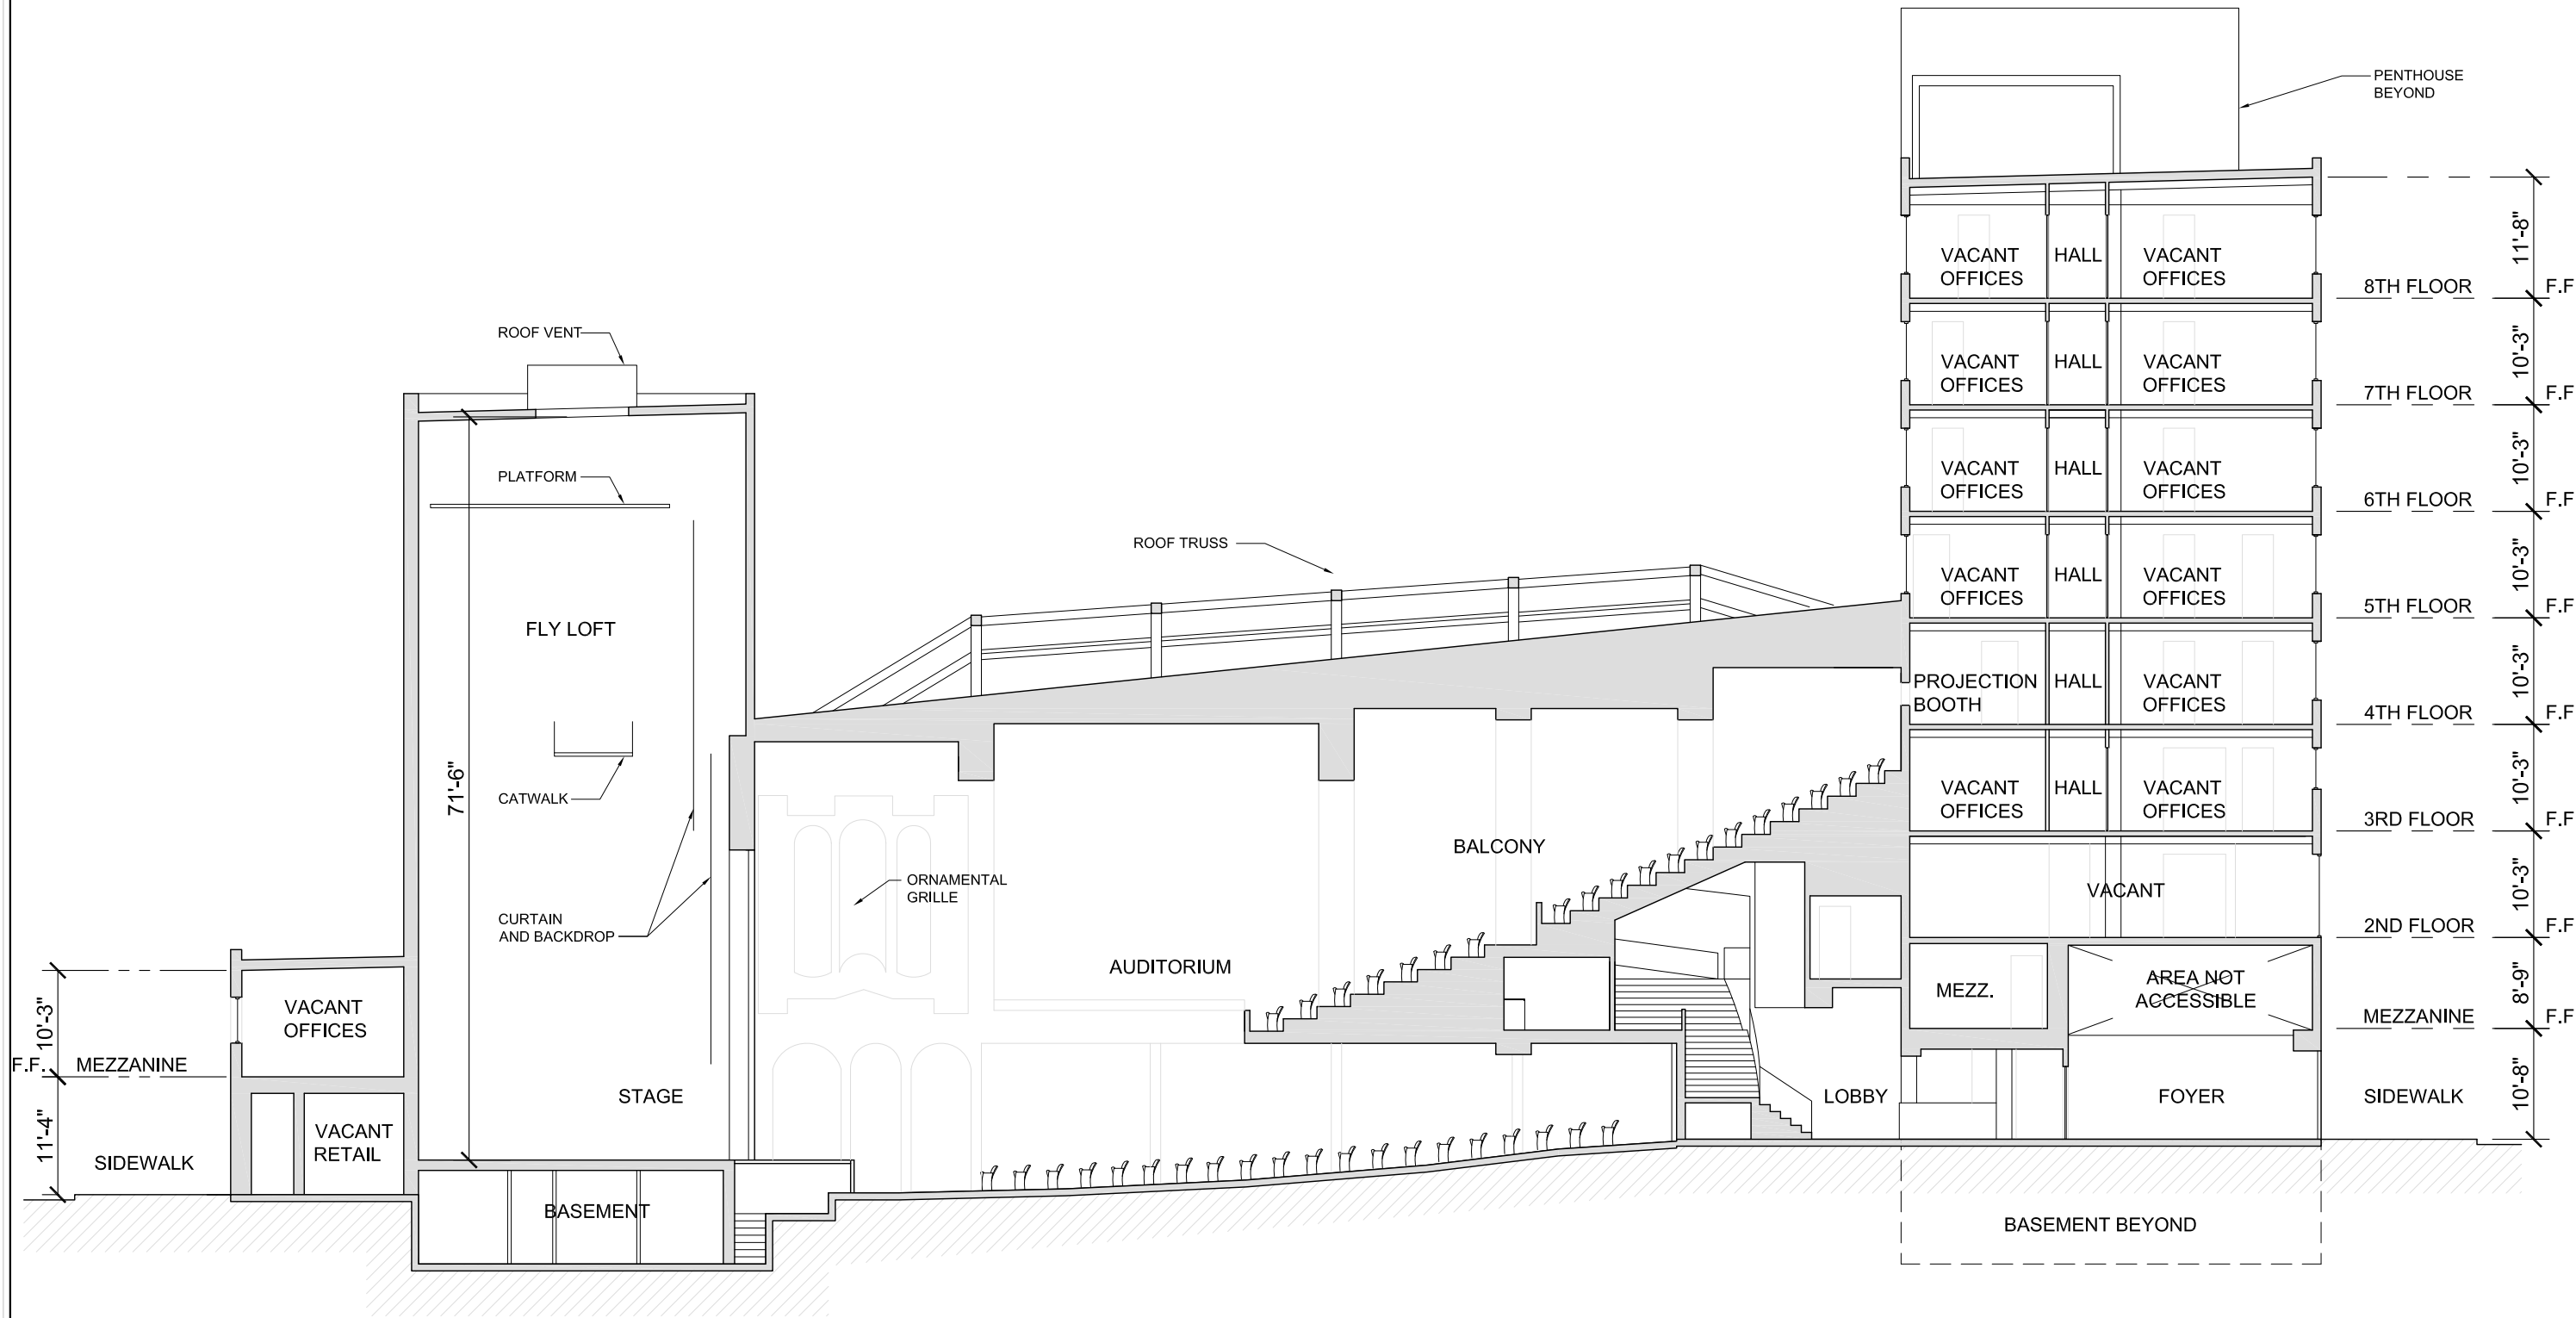 PENTHOUSE
BEYOND
11'-8"
VACANT
OFFICES
HALL
VACANT
OFFICES
8TH FLOOR
F.F
ROOF VENT
10'-3"
VACANT
OFFICES
HALL
VACANT
OFFICES
7TH FLOOR
F.F
PLATFORM
10'-3"
VACANT
OFFICES
HALL
VACANT
OFFICES
6TH FLOOR
F.F
ROOF TRUSS
10'-3"
VACANT
OFFICES
HALL
VACANT
OFFICES
5TH FLOOR
F.F
FLY LOFT
10'-3"
PROJECTION
BOOTH
HALL
VACANT
OFFICES
4TH FLOOR
F.F
71'-6"
CATWALK
10'-3"
VACANT
OFFICES
HALL
VACANT
OFFICES
3RD FLOOR
F.F
BALCONY
ORNAMENTAL
GRILLE
10'-3"
VACANT
CURTAIN
AND BACKDROP
2ND FLOOR
F.F
AUDITORIUM
VACANT
OFFICES
10'-3"
MEZZ.
AREA NOT
ACCESSIBLE
8'-9"
MEZZANINE
F.F
F.F.
MEZZANINE
STAGE
LOBBY
FOYER
SIDEWALK
10'-8"
11'-4"
VACANT
RETAIL
SIDEWALK
BASEMENT
BASEMENT BEYOND